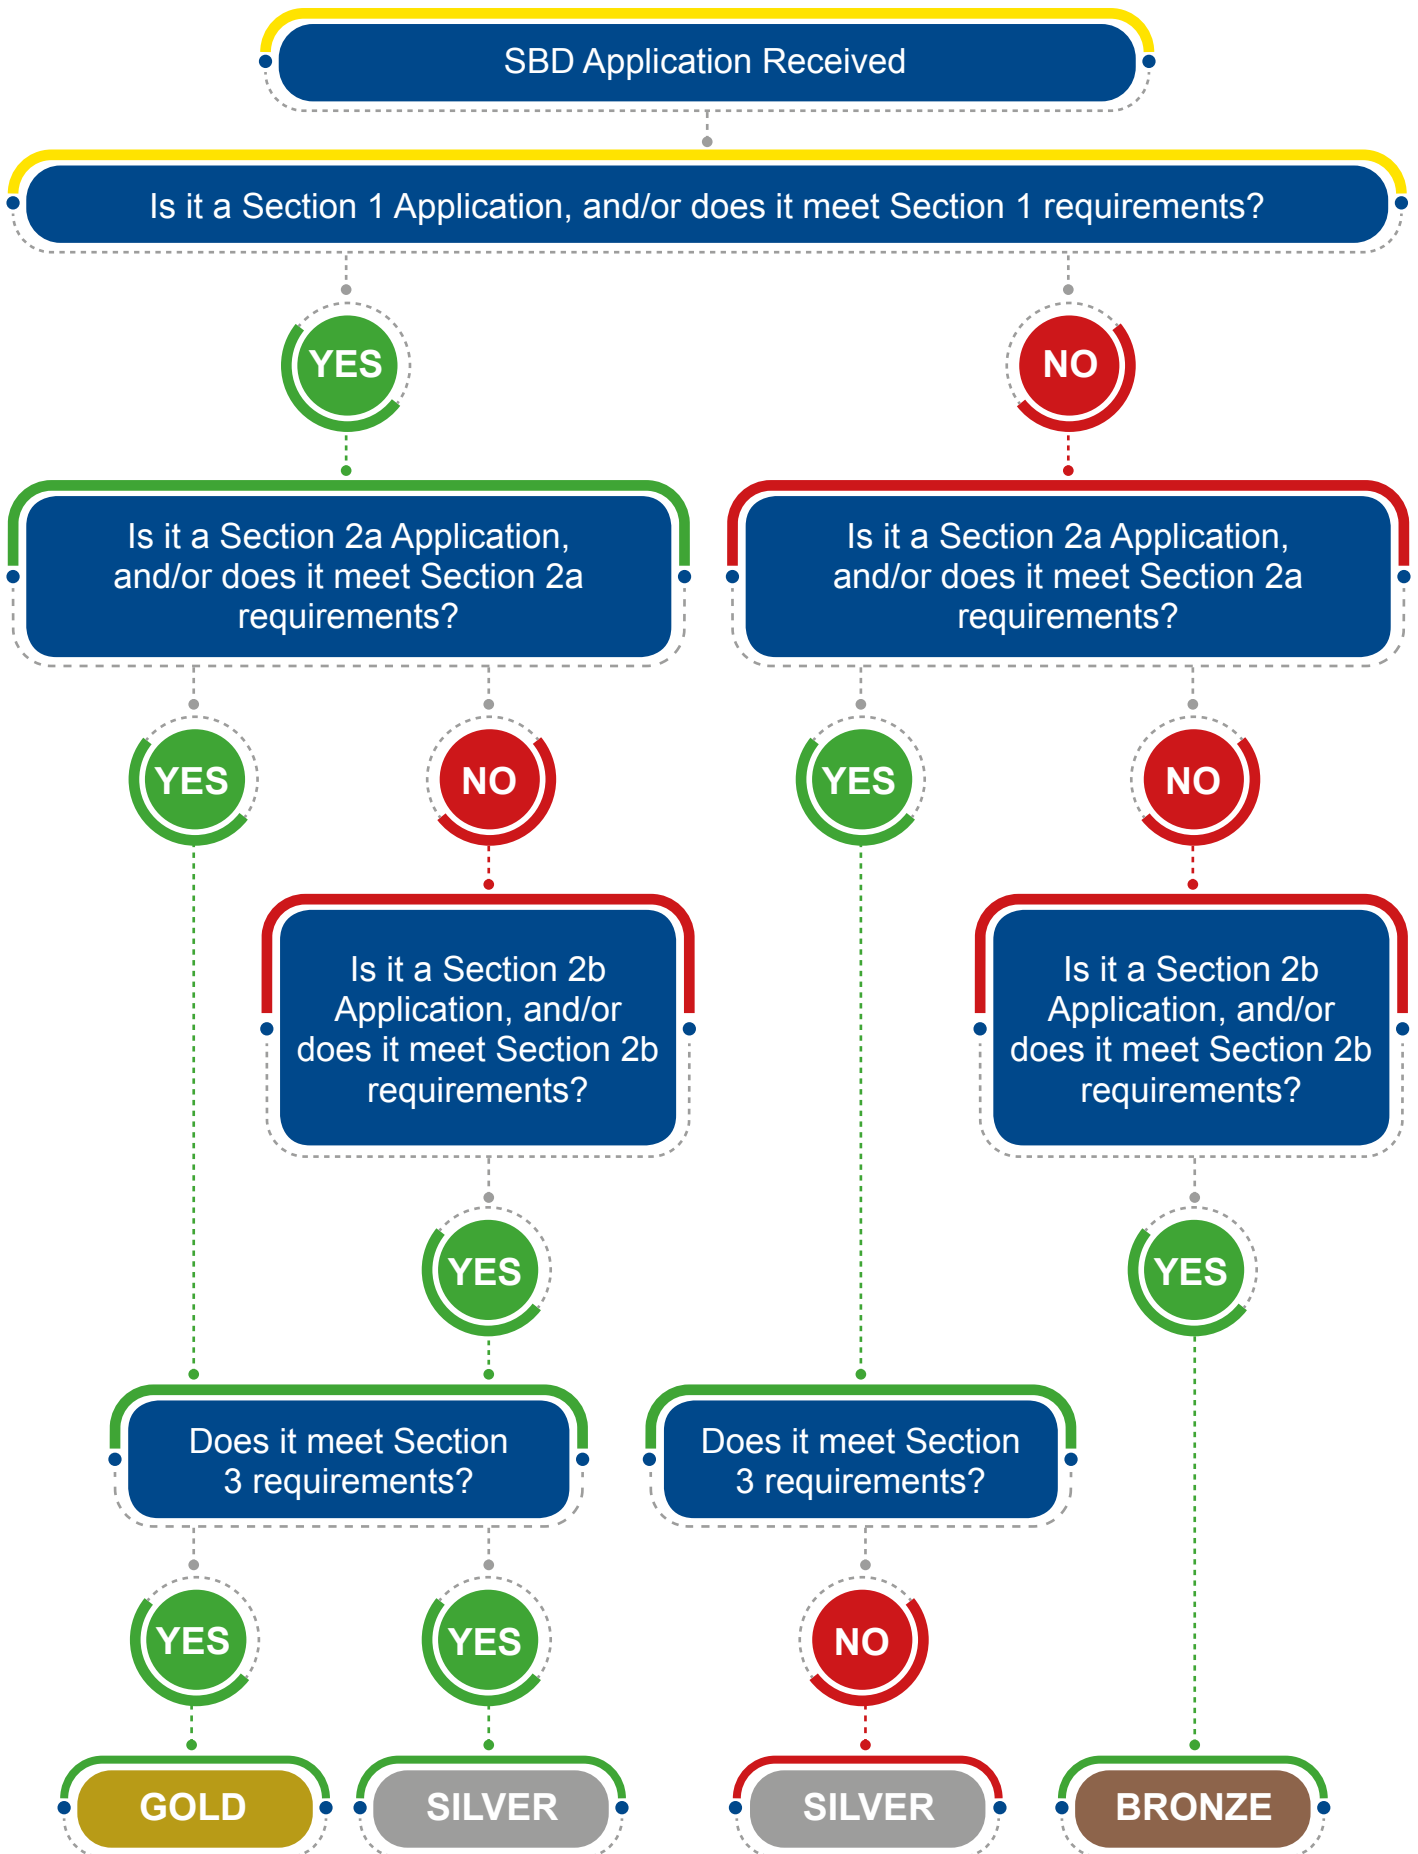 SBD Application Received
Is it a Section 1 Application, and/or does it meet Section 1 requirements?
YES
NO
Is it a Section 2a Application,
and/or does it meet Section 2a
requirements?
Is it a Section 2a Application,
and/or does it meet Section 2a
requirements?
YES
NO
YES
NO
Is it a Section 2b
Application, and/or
does it meet Section 2b
requirements?
Is it a Section 2b
Application, and/or
does it meet Section 2b
requirements?
YES
YES
Does it meet Section
3 requirements?
Does it meet Section
3 requirements?
YES
YES
NO
GOLD
SILVER
SILVER
BRONZE